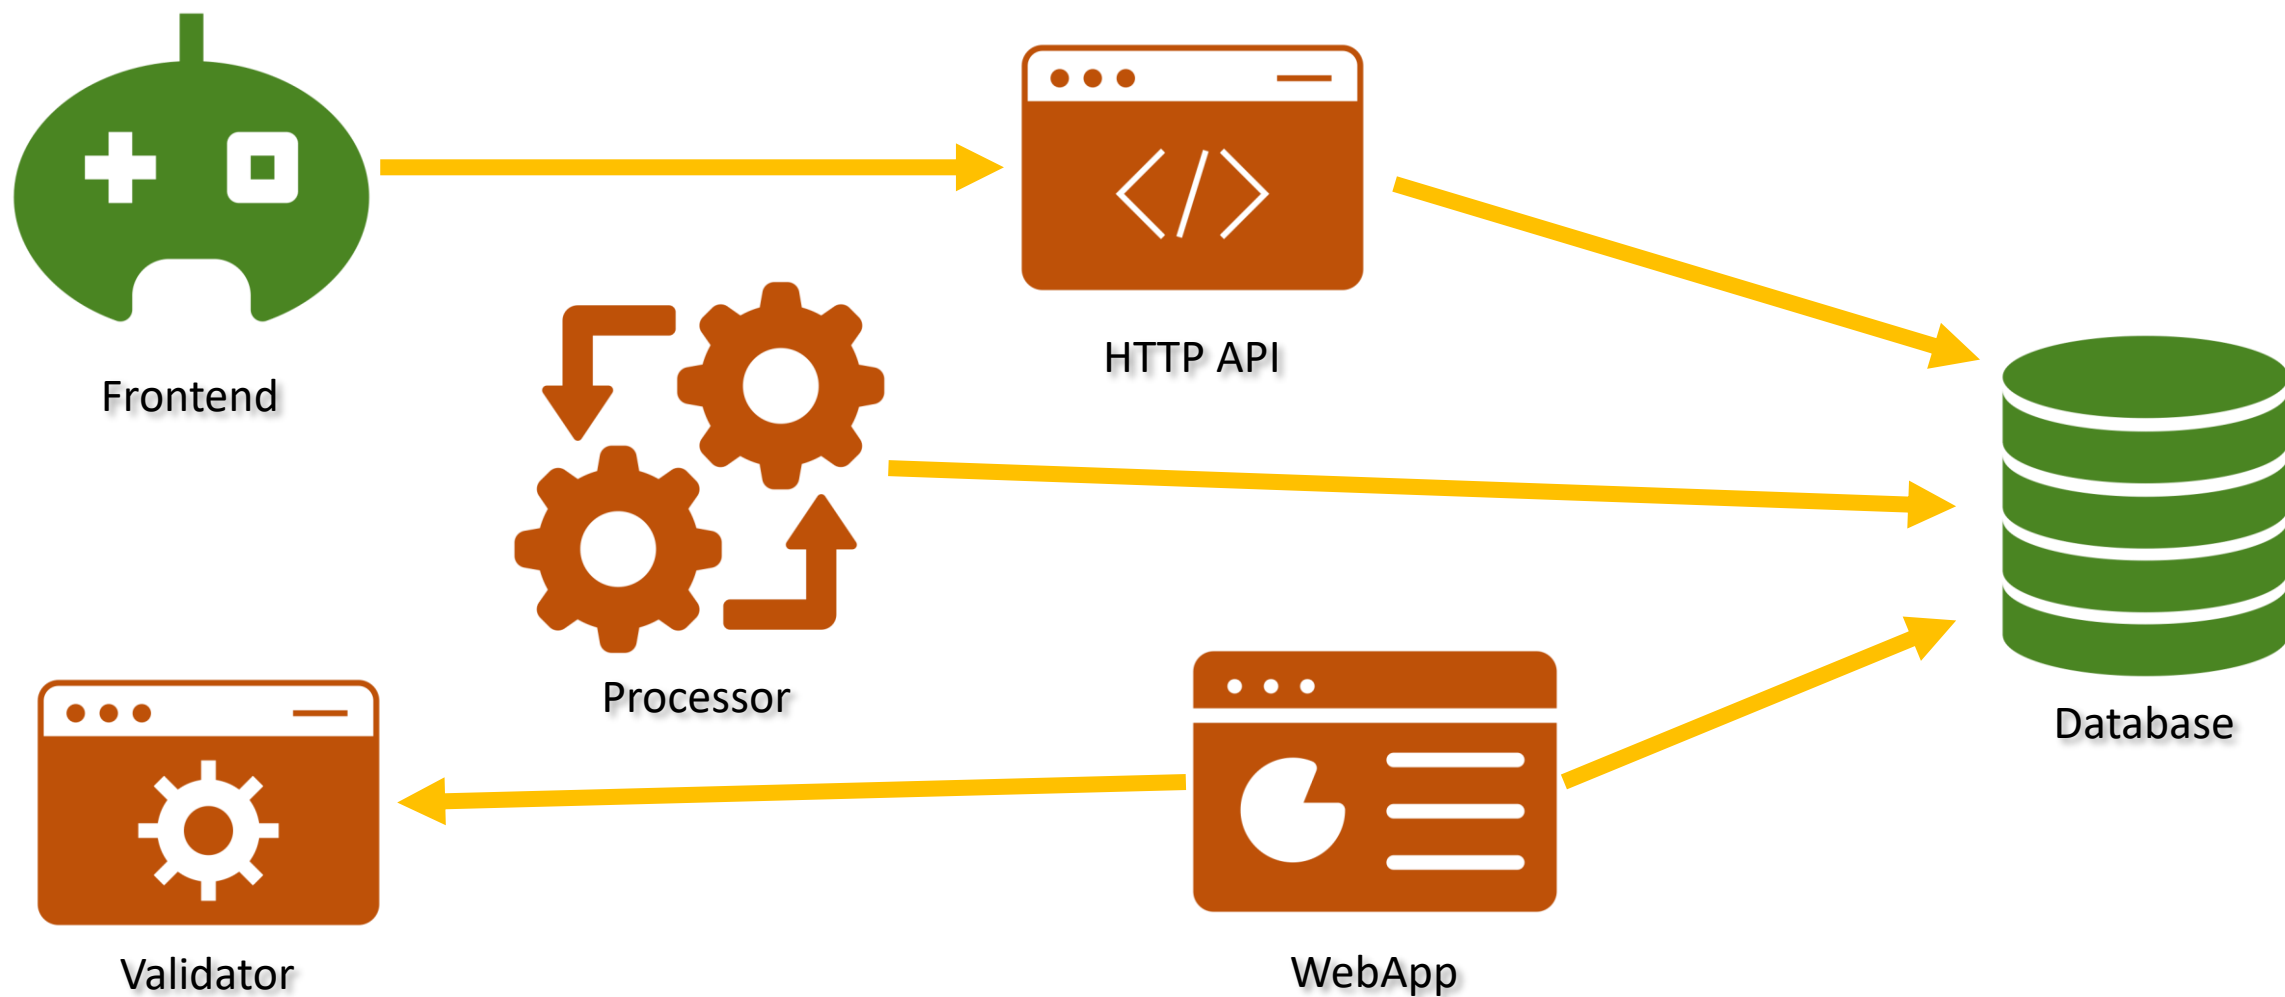 Frontend
HTTP API
Processor
Database
Validator
WebApp